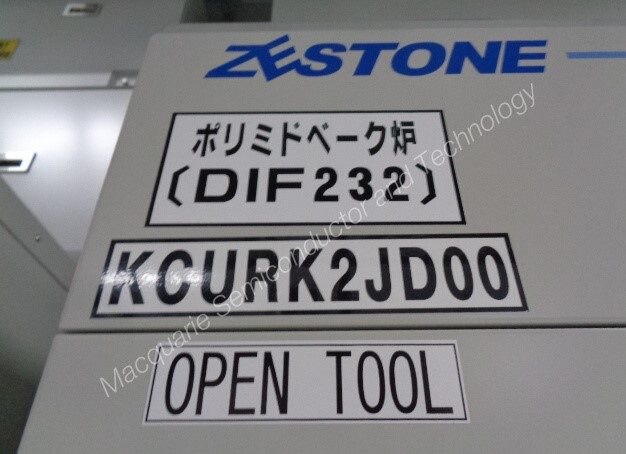 ZESTONE
ポリミドベーク炉
(DIF232)
KCURK2JD00
OPEN TOOL
Macquarie Semiconductor and Technology